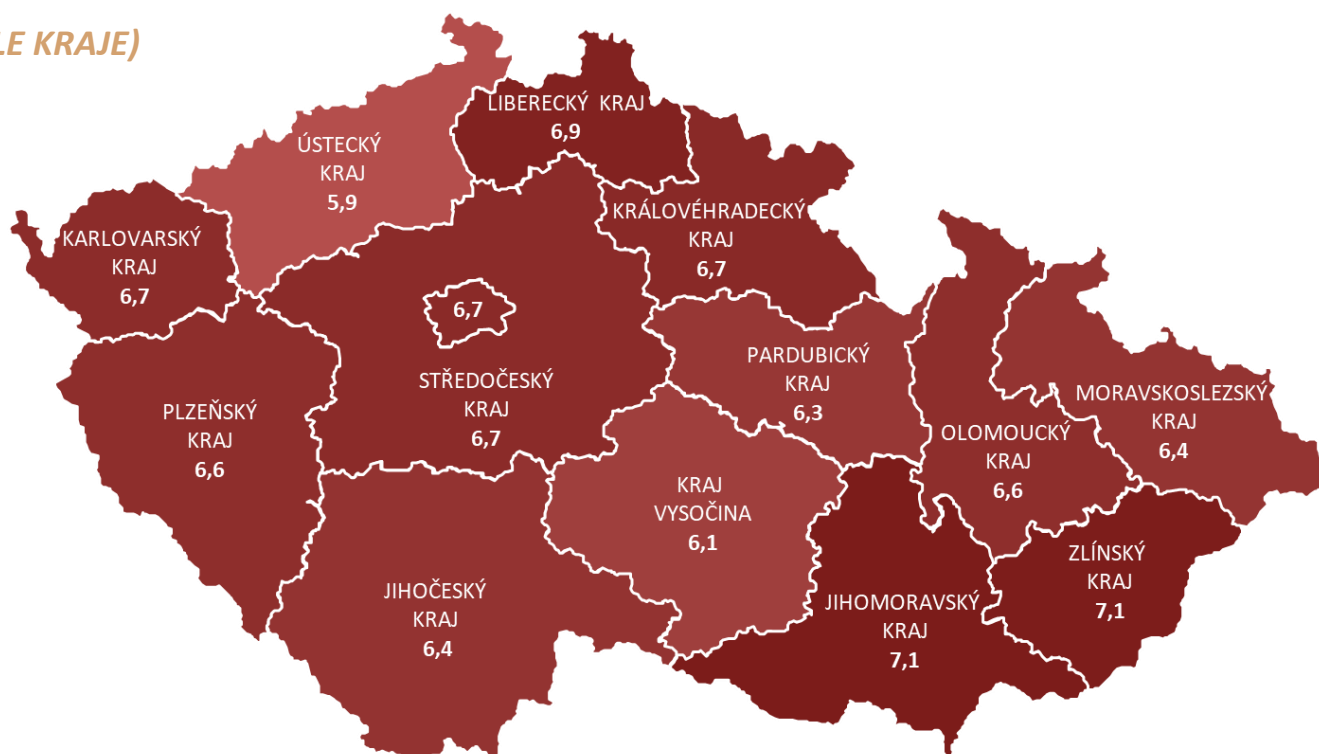 LE KRAJE)
LIBERECKÝ KRAJ
6,9
ÚSTECKÝ
KRAJ
5,9
KRÁLOVÉHRADECKÝ
KRAJ
6,7
KARLOVARSKÝ
KRAJ
6,7
6,7
STŘEDOČESKÝ
KRAJ
6,7
PARDUBICKÝ
KRAJ
6,3
MORAVSKOSLEZSKÝ
KRAJ
6,4
PLZEŇSKÝ
KRAJ
6,6
OLOMOUCKÝ
KRAJ
6,6
KRAJ
VYSOČINA
6,1
ZLÍNSKÝ
KRAJ
7,1
JIHOČESKÝ
KRAJ
6,4
JIHOMORAVSKÝ
KRAJ
7,1